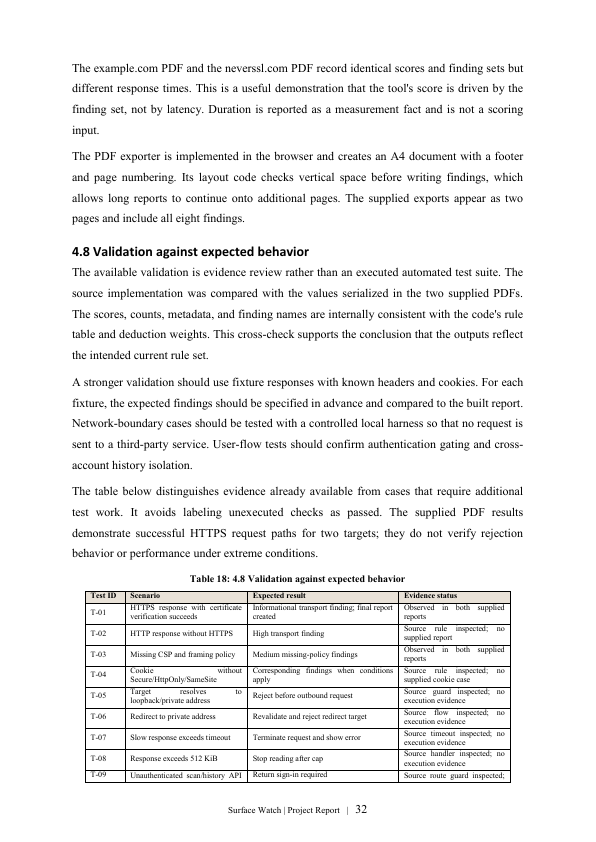 The example.com PDF and the neverssl.com PDF record identical scores and finding sets but
different response times. This is a useful demonstration that the tool's score is driven by the
finding set, not by latency. Duration is reported as a measurement fact and is not a scoring
input.
The PDF exporter is implemented in the browser and creates an A4 document with a footer
and page numbering. Its layout code checks vertical space before writing findings, which
allows long reports to continue onto additional pages. The supplied exports appear as two
pages and include all eight findings.
4.8 Validation against expected behavior
The available validation is evidence review rather than an executed automated test suite. The
source implementation was compared with the values serialized in the two supplied PDFs.
The scores, counts, metadata, and finding names are internally consistent with the code's rule
table and deduction weights. This cross-check supports the conclusion that the outputs reflect
the intended current rule set.
A stronger validation should use fixture responses with known headers and cookies. For each
fixture, the expected findings should be specified in advance and compared to the built report.
Network-boundary cases should be tested with a controlled local harness so that no request is
sent to a third-party service. User-flow tests should confirm authentication gating and cross-
account history isolation.
The table below distinguishes evidence already available from cases that require additional
test work. It avoids labeling unexecuted checks as passed. The supplied PDF results
demonstrate successful HTTPS request paths for two targets; they do not verify rejection
behavior or performance under extreme conditions.
Table 18: 4.8 Validation against expected behavior
Test ID Scenario Expected result Evidence status
T-01 HTTPS response with certificate verification succeeds Informational transport finding; final report created Observed in both supplied reports
T-02 HTTP response without HTTPS High transport finding Source rule inspected; no supplied report
T-03 Missing CSP and framing policy Medium missing-policy findings Observed in both supplied reports
T-04 Cookie without Secure/HttpOnly/SameSite Corresponding findings when conditions apply Source rule inspected; no supplied cookie case
T-05 Target resolves to loopback/private address Reject before outbound request Source guard inspected; no execution evidence
T-06 Redirect to private address Revalidate and reject redirect target Source flow inspected; no execution evidence
T-07 Slow response exceeds timeout Terminate request and show error Source timeout inspected; no execution evidence
T-08 Response exceeds 512 KiB Stop reading after cap Source handler inspected; no execution evidence
T-09 Unauthenticated scan/history API Return sign-in required Source route guard inspected;
Surface Watch | Project Report | 32